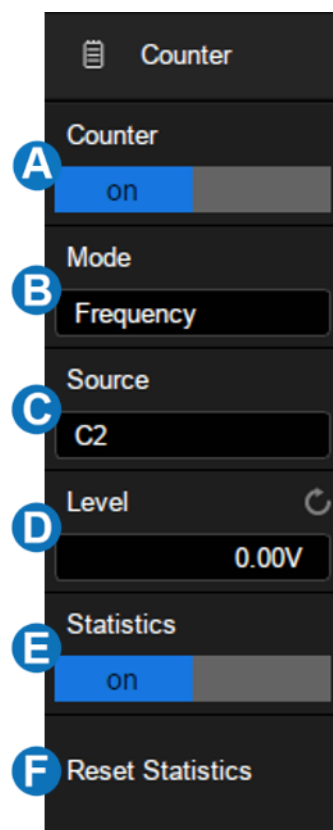 Counter
Counter
A
on
Mode
B
Frequency
Source
C
C2
Level
D
0.00V
Statistics
E
on
F Reset Statistics